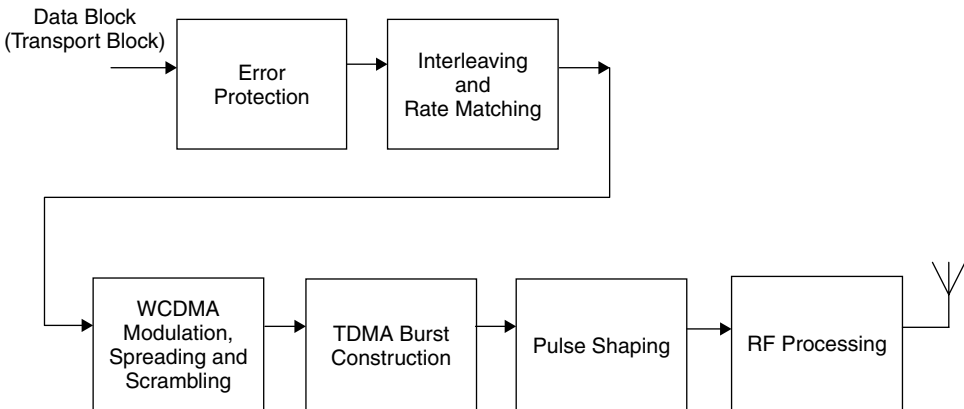 Data Block
(Transport Block)
Error
Protection
Interleaving
and
Rate Matching
WCDMA
Modulation,
Spreading and
Scrambling
TDMA Burst
Construction
Pulse Shaping
RF Processing